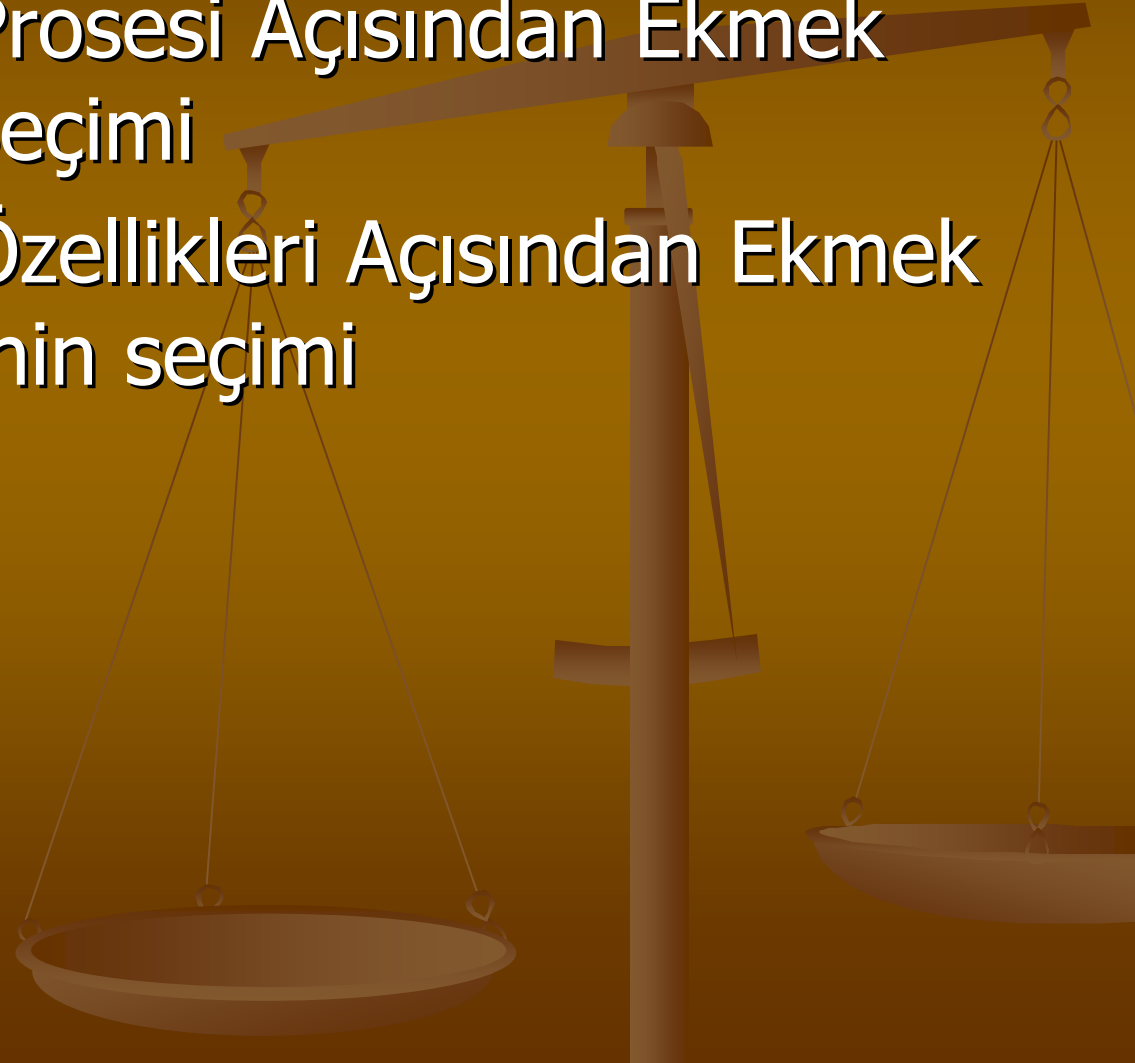 Prosesi Açısından Ekmek
eçimi
Özellikleri Açısından Ekmek
nin seçimi